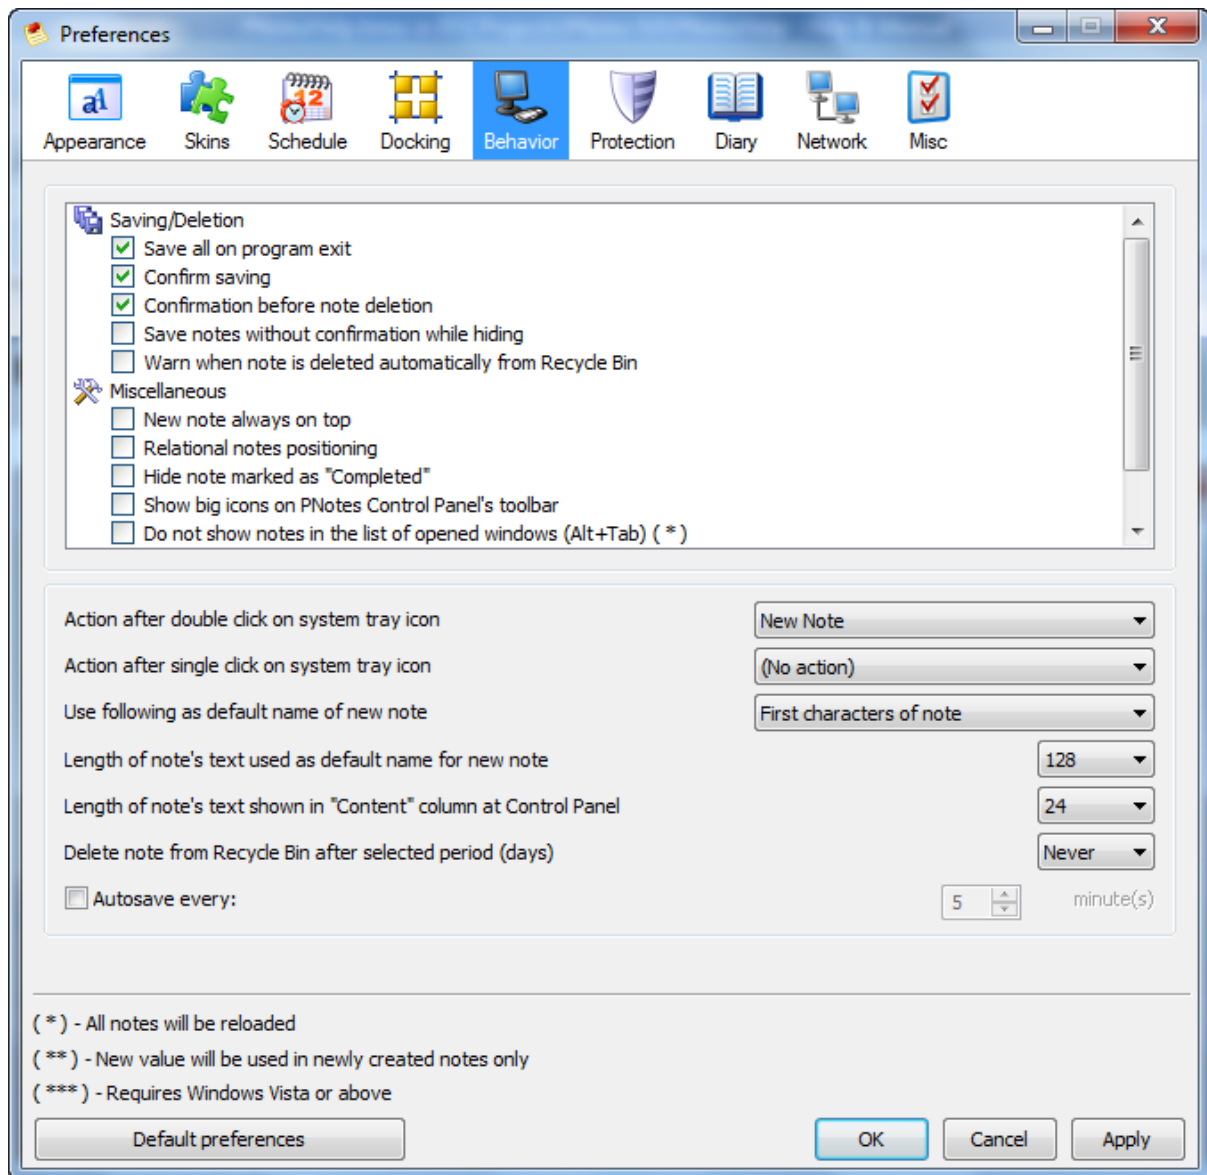 Preferences
Appearance Skins Schedule Docking Behavior Protection Diary Network Misc
Saving/Deletion
Save all on program exit
Confirm saving
Confirmation before note deletion
Save notes without confirmation while hiding
Warn when note is deleted automatically from Recycle Bin
Miscellaneous
New note always on top
Relational notes positioning
Hide note marked as "Completed"
Show big icons on PNotes Control Panel's toolbar
Do not show notes in the list of opened windows (Alt+Tab) ( * )
Action after double click on system tray icon New Note
Action after single click on system tray icon (No action)
Use following as default name of new note First characters of note
Length of note's text used as default name for new note 128
Length of note's text shown in "Content" column at Control Panel 24
Delete note from Recycle Bin after selected period (days) Never
Autosave every: 5 minute(s)
( * ) - All notes will be reloaded
( ** ) - New value will be used in newly created notes only
( *** ) - Requires Windows Vista or above
Default preferences OK Cancel Apply